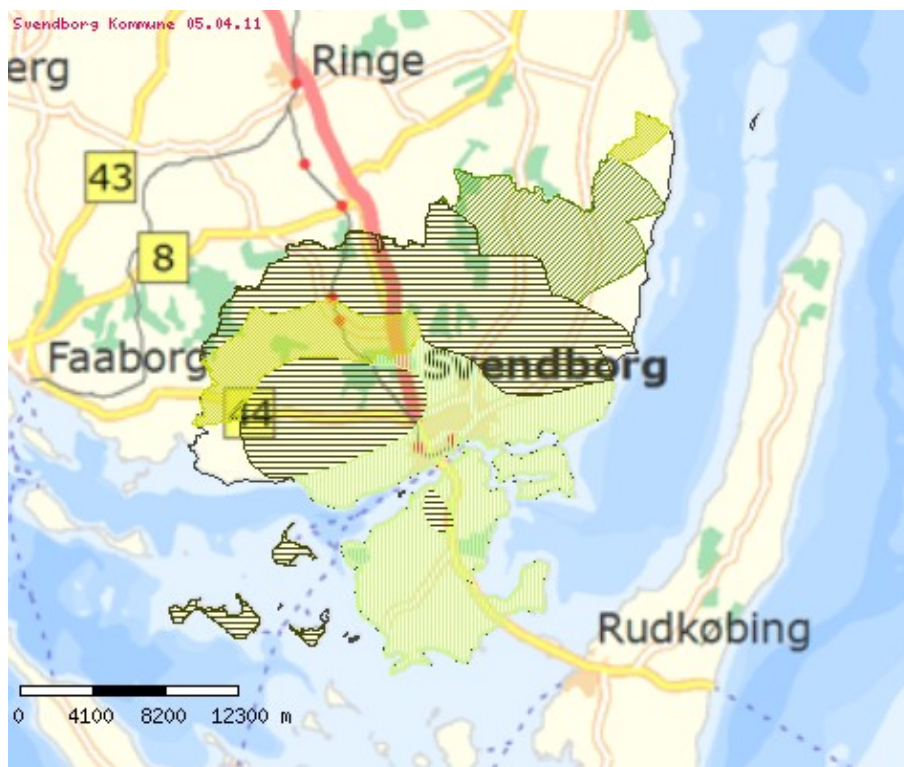 Svendborg Kommune 05.04.11
erg
Ringe
43
8
Faaborg
Svendborg
44
Rudkøbing
0 4100 8200 12300 m